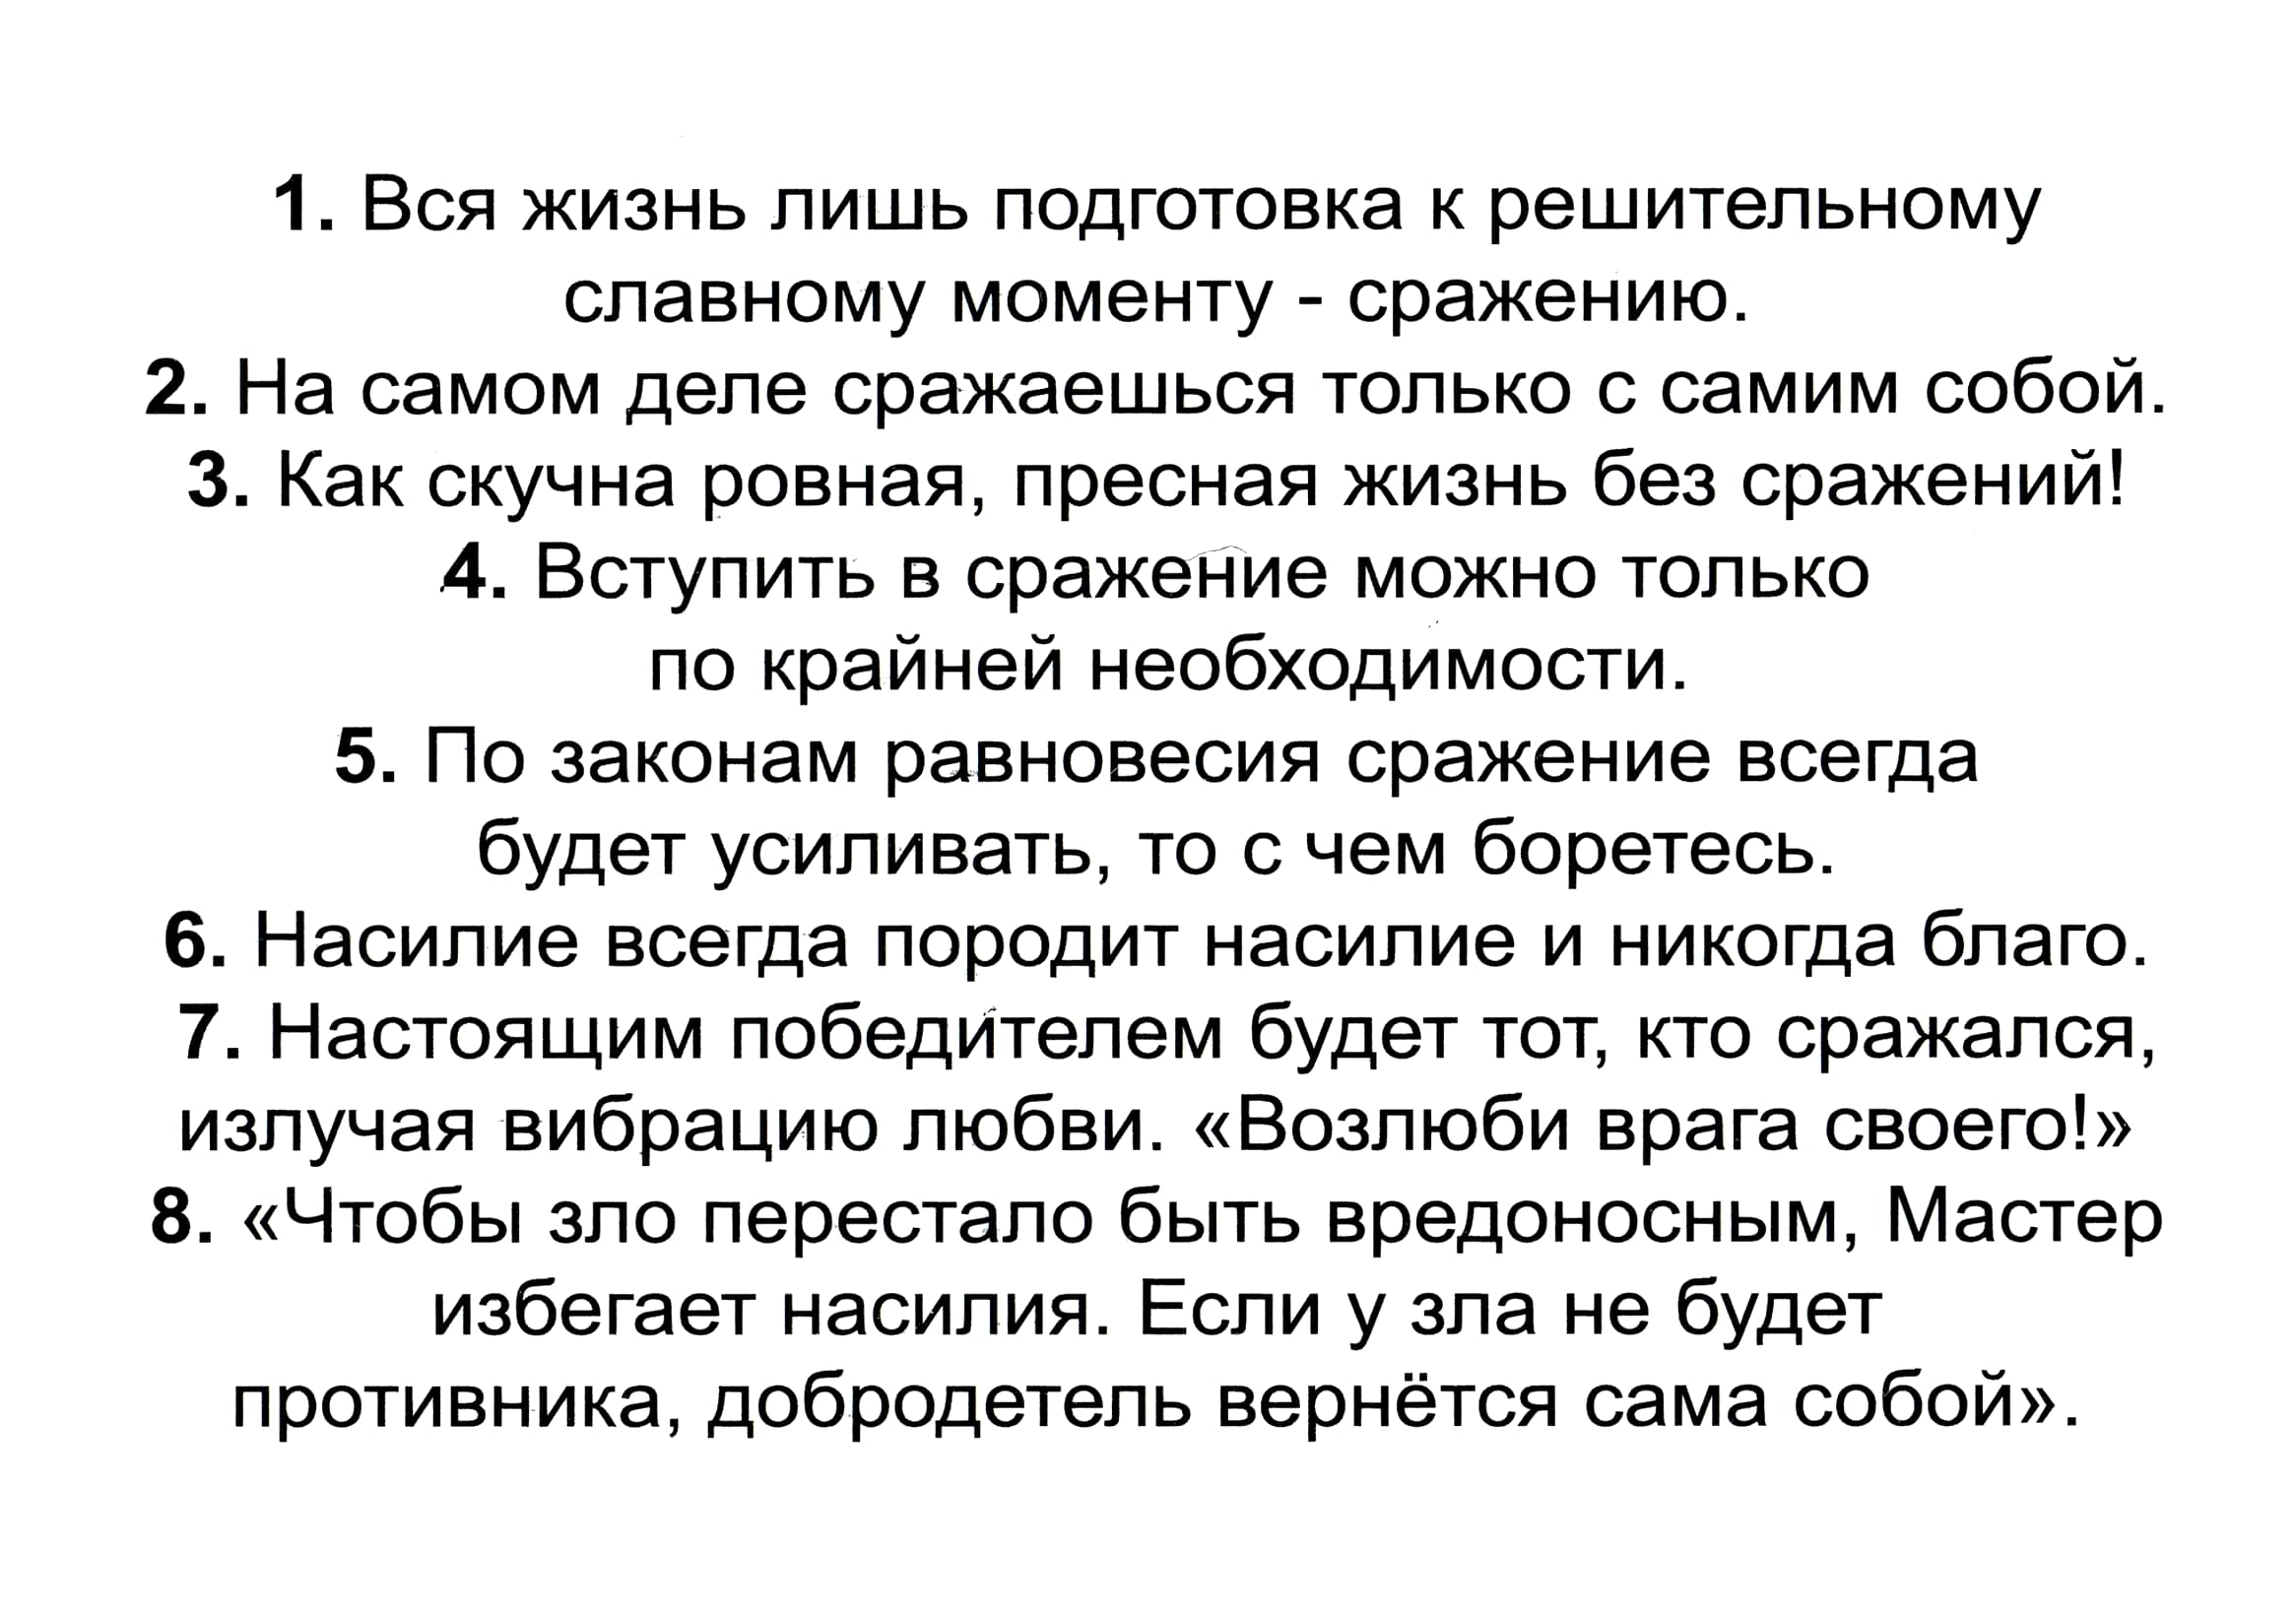 1. Вся жизнь лишь подготовка к решительному
славному моменту - сражению.
2. На самом деле сражаешься только с самим собой.
3. Как скучна ровная, пресная жизнь без сражений!
4. Вступить в сражение можно только
по крайней необходимости.
5. По законам равновесия сражение всегда
будет усиливать, то с чем боретесь.
6. Насилие всегда породит насилие и никогда благо.
7. Настоящим победителем будет тот, кто сражался,
излучая вибрацию любви. «Возлюби врага своего!»
8. «Чтобы зло перестало быть вредоносным, Мастер
избегает насилия. Если у зла не будет
противника, добродетель вернётся сама собой».